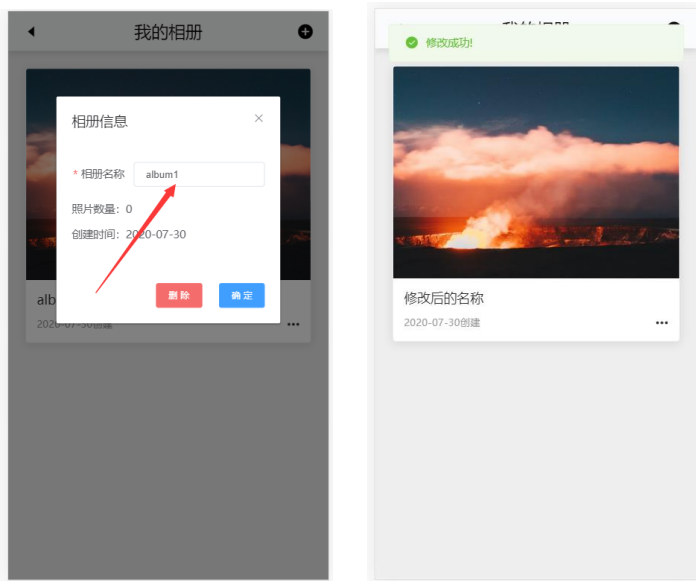 我的相册
相册信息
* 相册名称 album1
照片数量：0
创建时间：2020-07-30
删 除 确 定
alb
2020-07-30创建
修改成功!
修改后的名称
2020-07-30创建